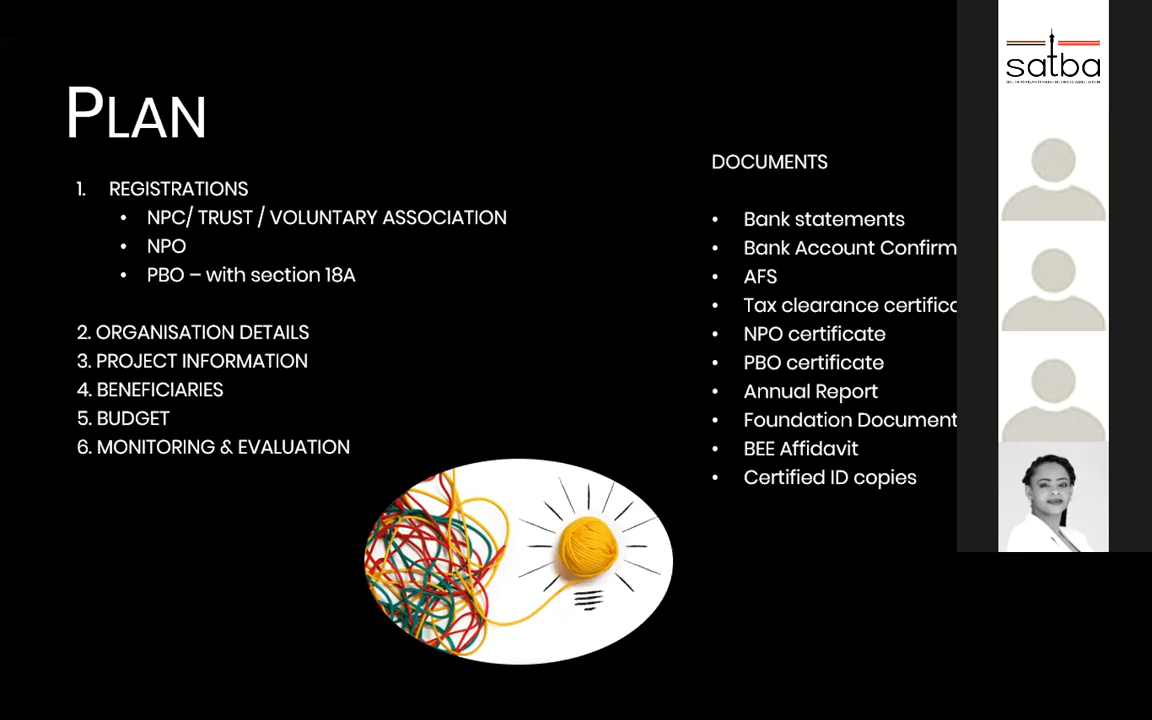 PLAN
1. REGISTRATIONS
• NPC/ TRUST / VOLUNTARY ASSOCIATION
• NPO
• PBO – with section 18A
2. ORGANISATION DETAILS
3. PROJECT INFORMATION
4. BENEFICIARIES
5. BUDGET
6. MONITORING & EVALUATION
DOCUMENTS
• Bank statements
• Bank Account Confirm
• AFS
• Tax clearance certific
• NPO certificate
• PBO certificate
• Annual Report
• Foundation Document
• BEE Affidavit
• Certified ID copies
satba